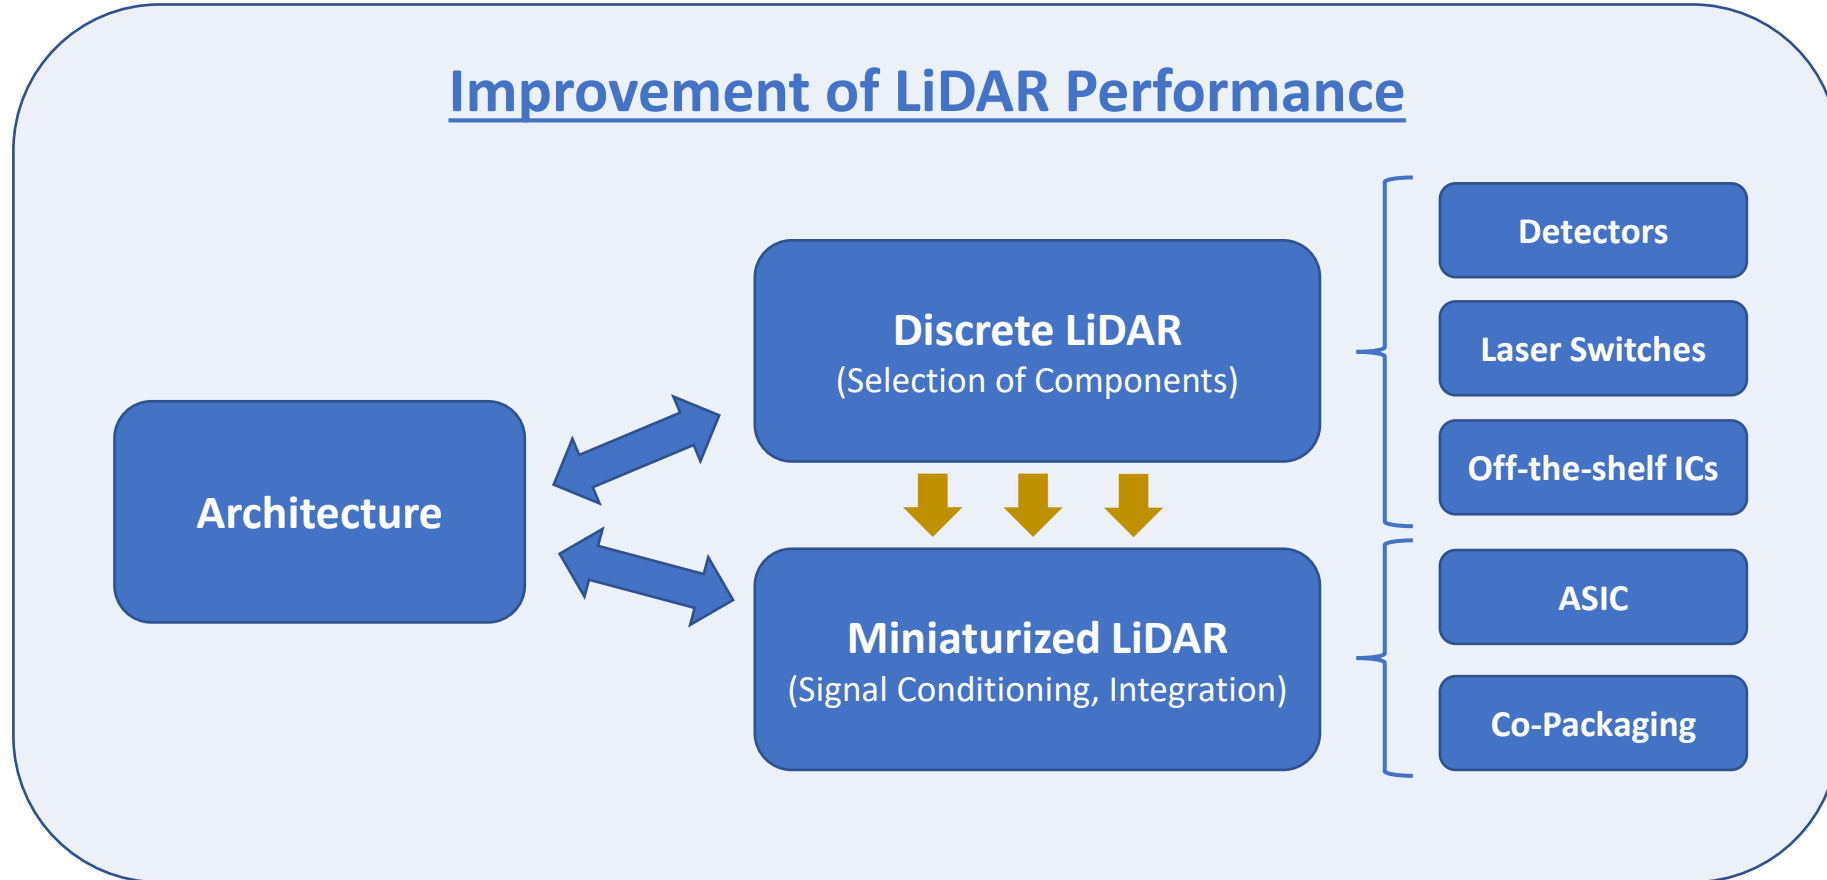 Improvement of LiDAR Performance
Architecture
Discrete LiDAR
(Selection of Components)
Miniaturized LiDAR
(Signal Conditioning, Integration)
Detectors
Laser Switches
Off-the-shelf ICs
ASIC
Co-Packaging